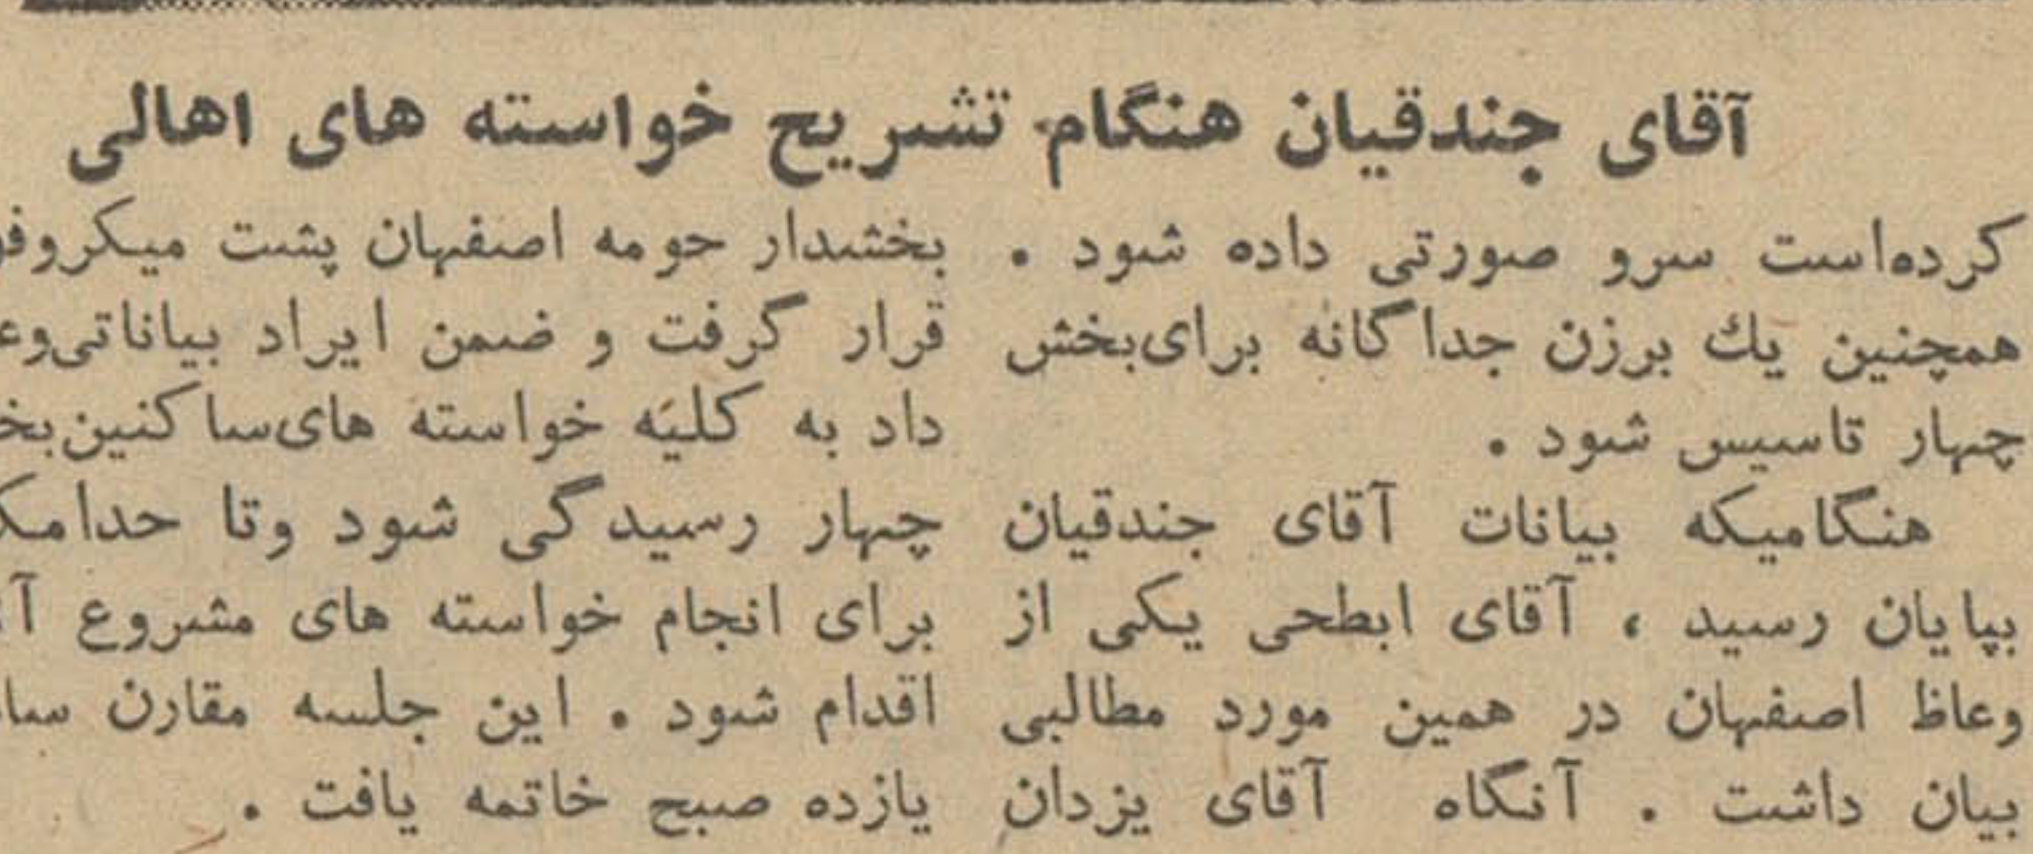 آقای جندقیان هنگام تشریح خواسته های اهالی
کرده‌است سرو صورتی داده شود .
همچنین یك برزن جداگانه برای‌بخش
چهار تاسیس شود .
هنگامیکه بیانات آقای جندقیان
بپایان رسید ، آقای ابطحی یکی از
وعاظ اصفهان در همین مورد مطالبی
بیان داشت . آنگاه آقای یزدان
بخشدار حومه اصفهان پشت
قرار گرفت و ضمن ایراد بیاناتی
داد به کلیَه خواسته های‌ساکنین
چهار رسیدگی شود وتا
برای انجام خواسته های مشروع
اقدام شود . این جلسه مقارن
یازده صبح خاتمه یافت .